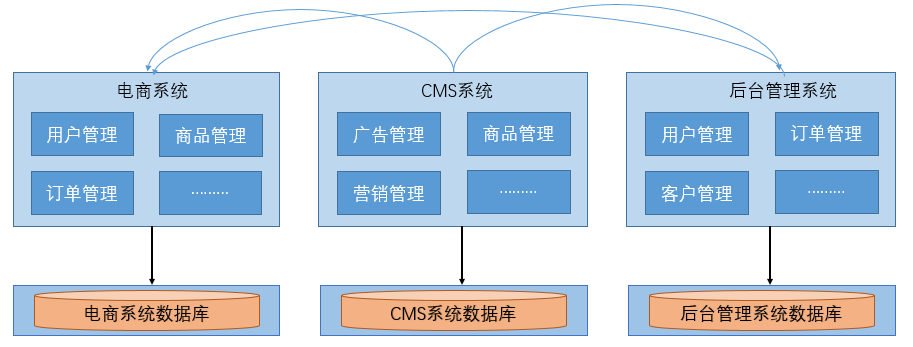 电商系统
用户管理
商品管理
订单管理
.........
CMS系统
广告管理
商品管理
营销管理
.........
后台管理系统
用户管理
订单管理
客户管理
.........
电商系统数据库
CMS系统数据库
后台管理系统数据库